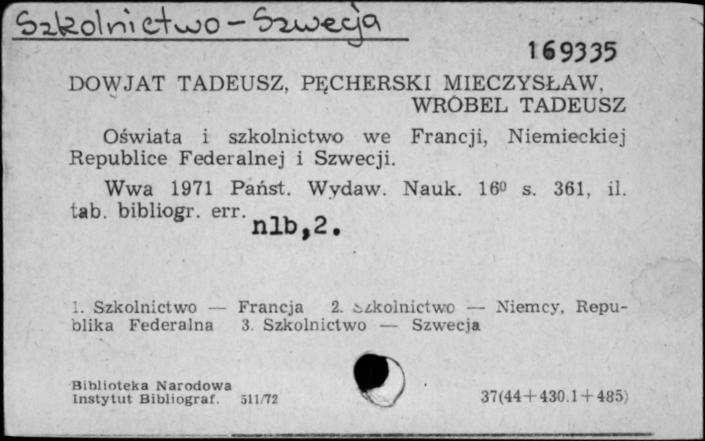 Szkolnictwo – Szwecja
169335
DOWJAT TADEUSZ, PĘCHERSKI MIECZYSŁAW,
WRÓBEL TADEUSZ
Oświata i szkolnictwo we Francji, Niemieckiej
Republice Federalnej i Szwecji.
Wwa 1971 Państ. Wydaw. Nauk. 16⁰ s. 361, il.
tab. bibliogr. err.
nlb,2.
1. Szkolnictwo — Francja 2. Szkolnictwo — Niemcy, Repu-
blika Federalna 3. Szkolnictwo — Szwecja
Biblioteka Narodowa
Instytut Bibliograf. 511/72
37(44+430.1+485)